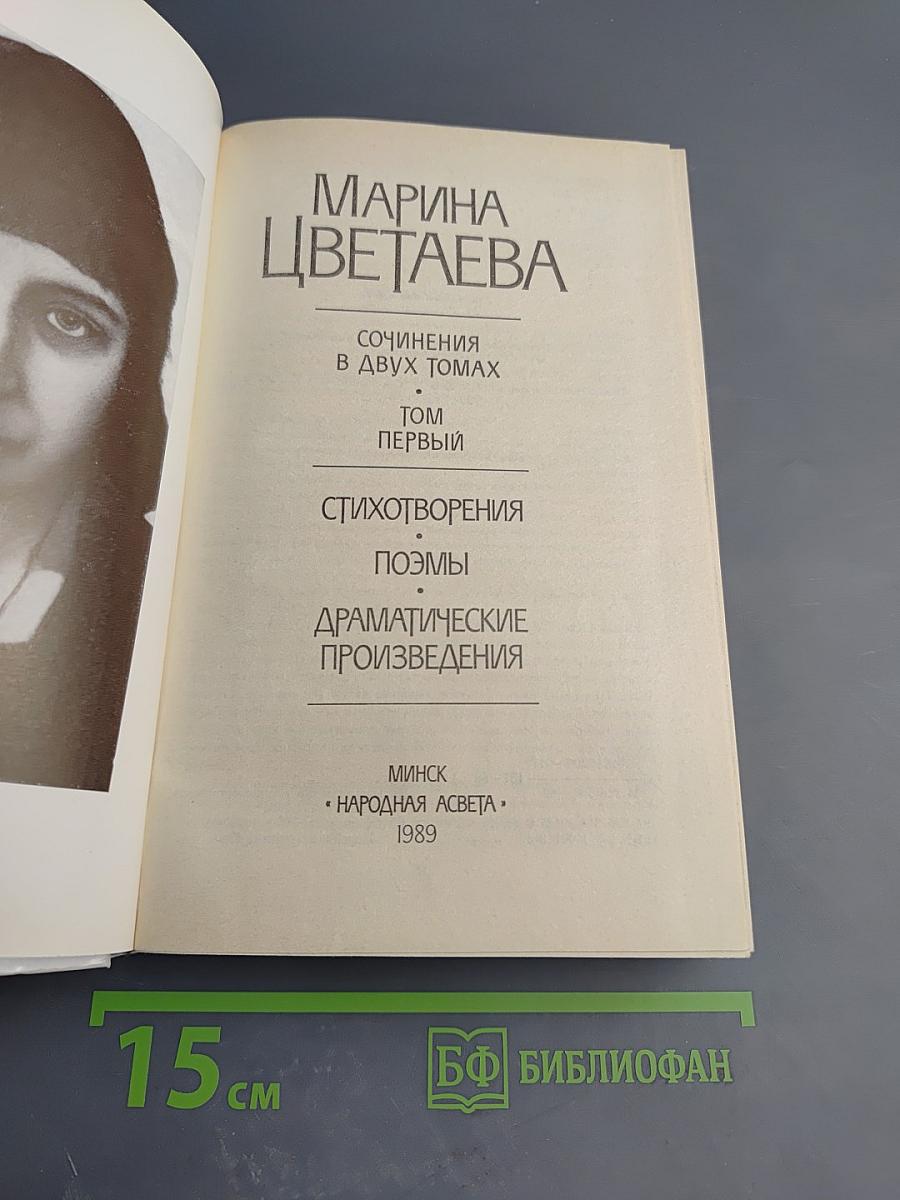 МАРИНА
ЦВЕТАЕВА
СОЧИНЕНИЯ
В ДВУХ ТОМАХ
•
ТОМ
ПЕРВЫЙ
СТИХОТВОРЕНИЯ
•
ПОЭМЫ
•
ДРАМАТИЧЕСКИЕ
ПРОИЗВЕДЕНИЯ
МИНСК
«НАРОДНАЯ АСВЕТА»
1989
15 см
БФ БИБЛИОФАН